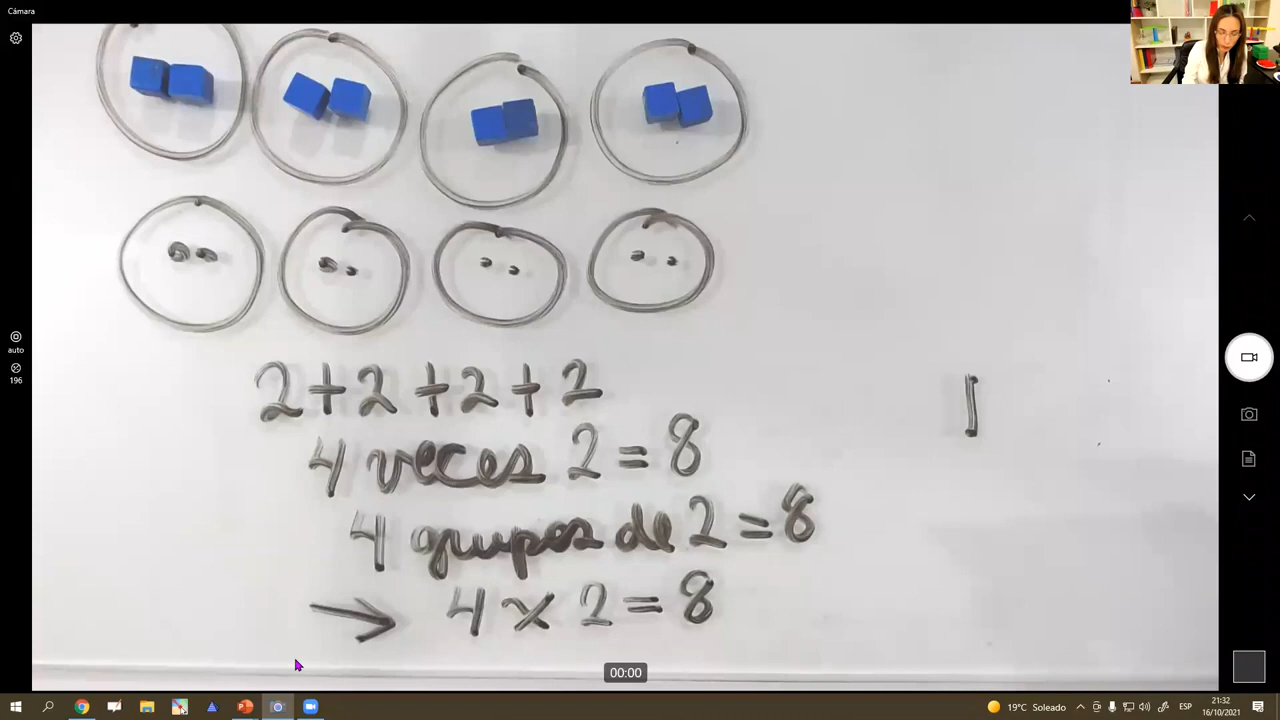 Cámara
auto
196
2+2+2+2
4 veces 2=8
4 grupos de 2=8
→ 4 x 2=8
00:00
19°C Soleado
ESP
21:32
16/10/2021